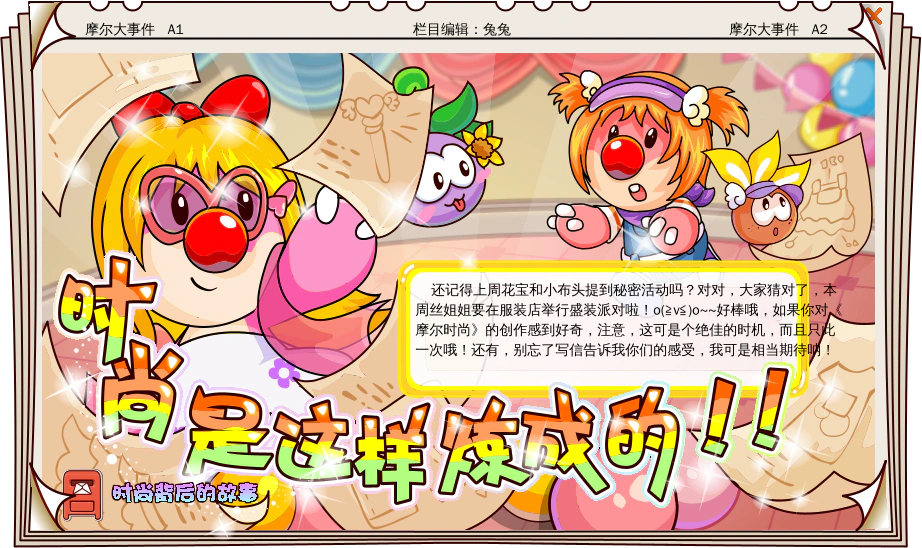 摩尔大事件 A1
栏目编辑：兔兔
摩尔大事件 A2
还记得上周花宝和小布头提到秘密活动吗？对对，大家猜对了，本
周丝姐姐要在服装店举行盛装派对啦！o(≧v≦)o~~好棒哦，如果你对《
摩尔时尚》的创作感到好奇，注意，这可是个绝佳的时机，而且只此
一次哦！还有，别忘了写信告诉我你们的感受，我可是相当期待呐！
时尚是这样炼成的！！
时尚背后的故事